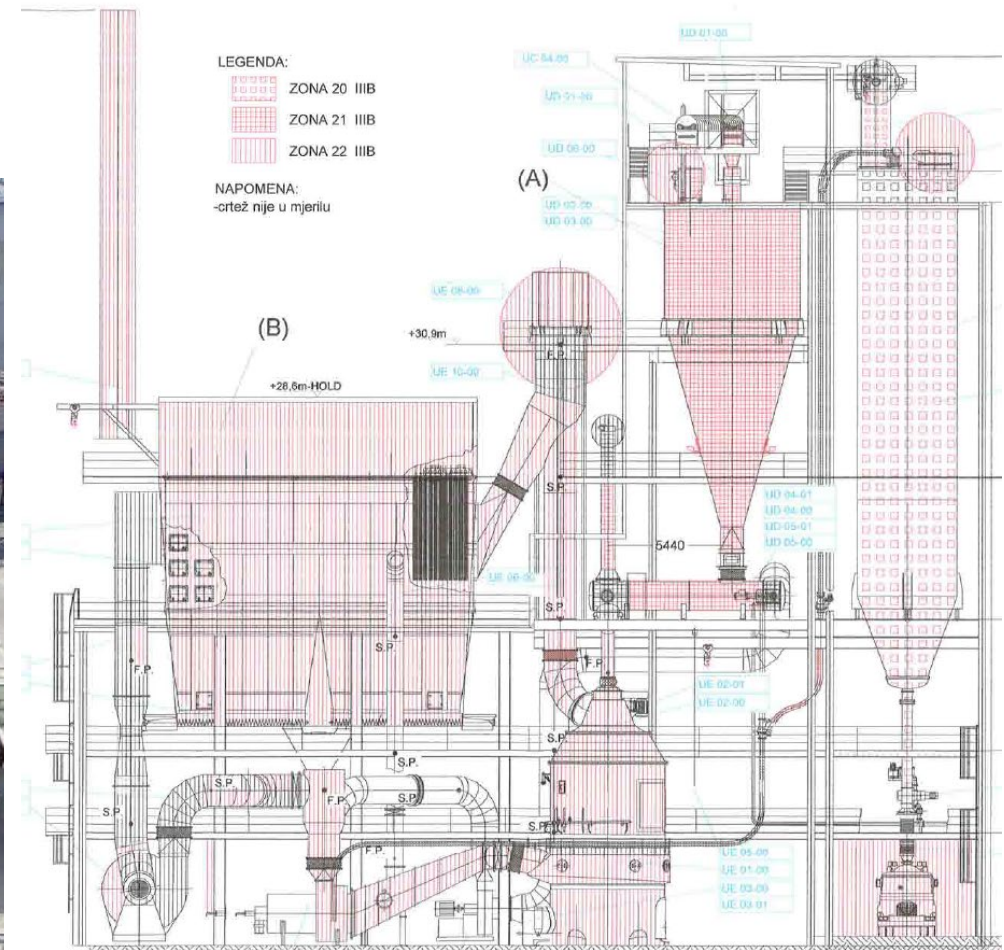 LEGENDA:
ZONA 20 IIIB
ZONA 21 IIIB
ZONA 22 IIIB
NAPOMENA:
-crtež nije u mjerilu
UD 01-00
UC 04-00
UD 01-00
UD 06-00
(A)
UD 02-00
UD 03-00
UE 08-00
(B)
+30,9m
F.P.
UE 10-00
+28,6m-HOLD
S.P.
UD 04-01
UD 04-00
UD 05-01
UD 05-00
5440
UE 09-00
S.P.
S.P.
F.P.
F.P.
UE 02-01
UE 02-00
S.P.
S.P.
S.P.
F.P.
S.P.
S.P.
S.P.
F.P.
UE 05-00
UE 01-00
UE 03-00
UE 03-01